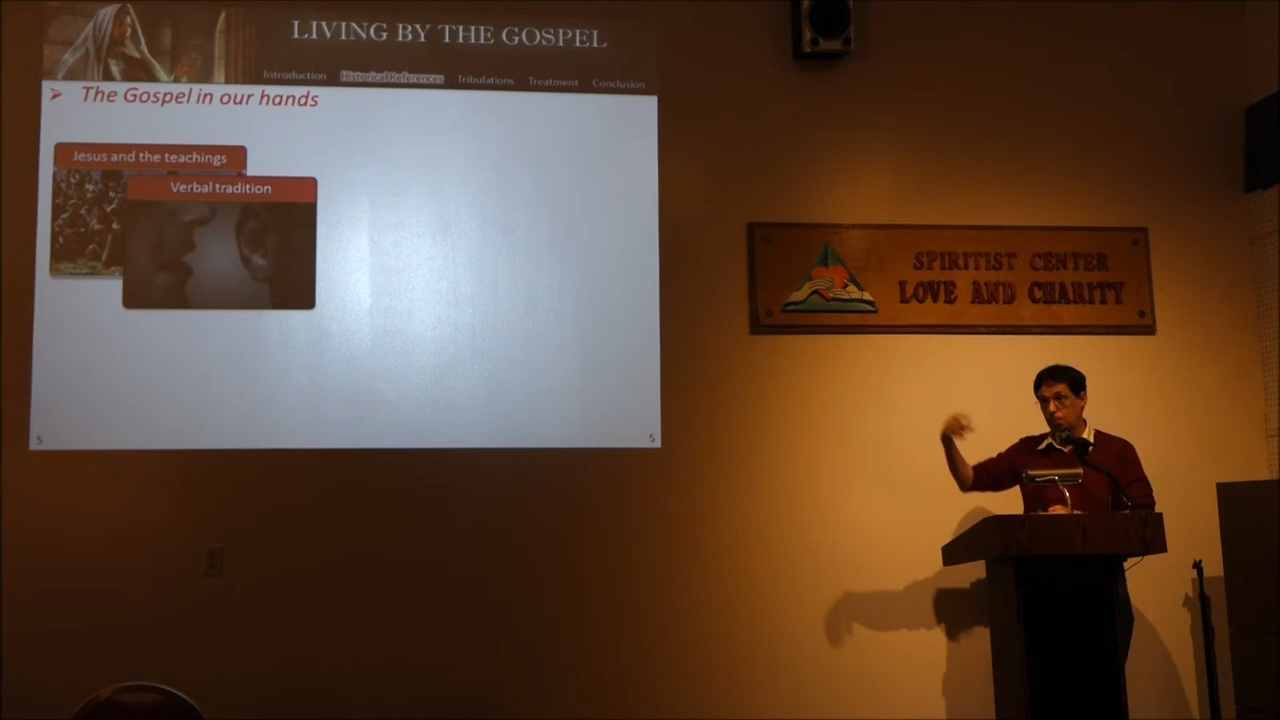 LIVING BY THE GOSPEL
Introduction Historical References Tribulations Treatment Conclusion
The Gospel in our hands
Jesus and the teachings
Verbal tradition
5 5
SPIRITIST CENTER
LOVE AND CHARITY